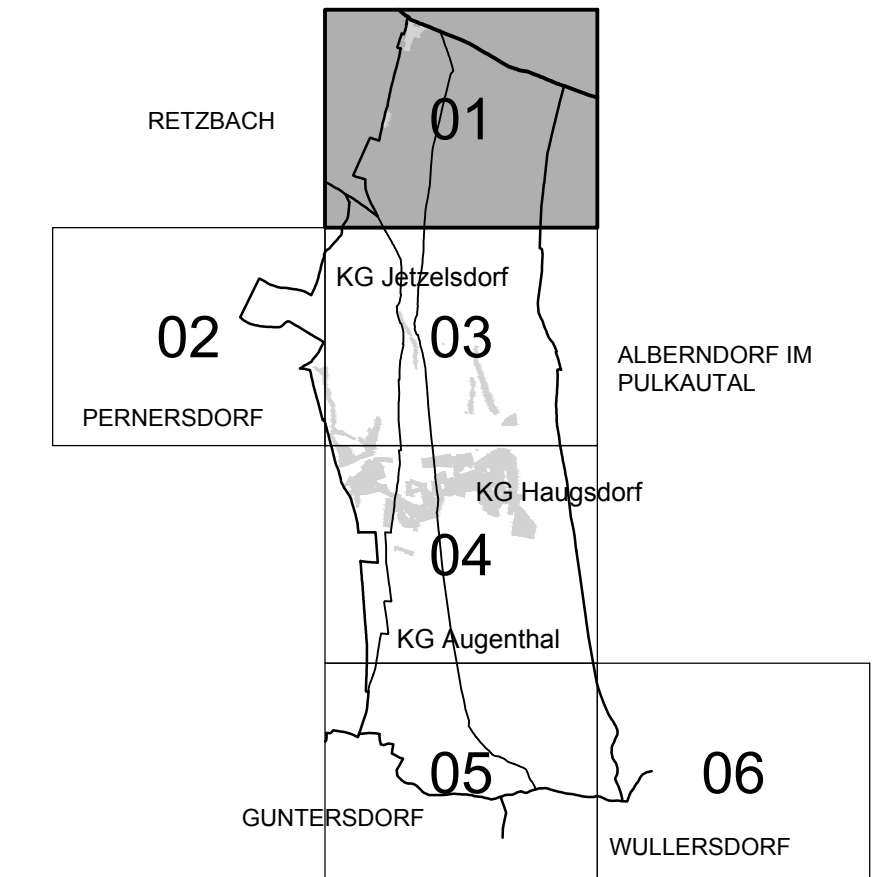 RETZBACH
01
KG Jetzelsdorf
02
03
ALBERNDORF IM
PULKAUTAL
PERNERSDORF
KG Haugsdorf
04
KG Augenthal
05
06
GUNTERSDORF
WULLERSDORF